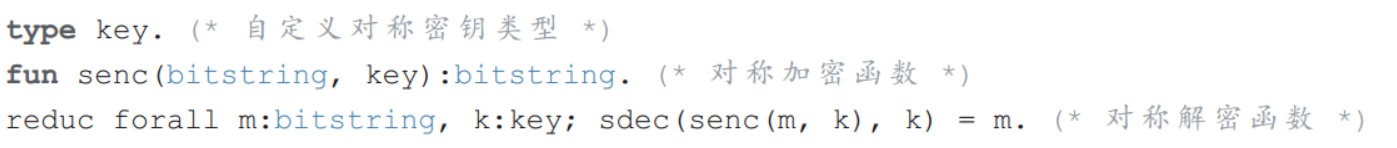 type key. (* 自定义对称密钥类型 *)
fun senc(bitstring, key):bitstring. (* 对称加密函数 *)
reduc forall m:bitstring, k:key; sdec(senc(m, k), k) = m. (* 对称解密函数 *)